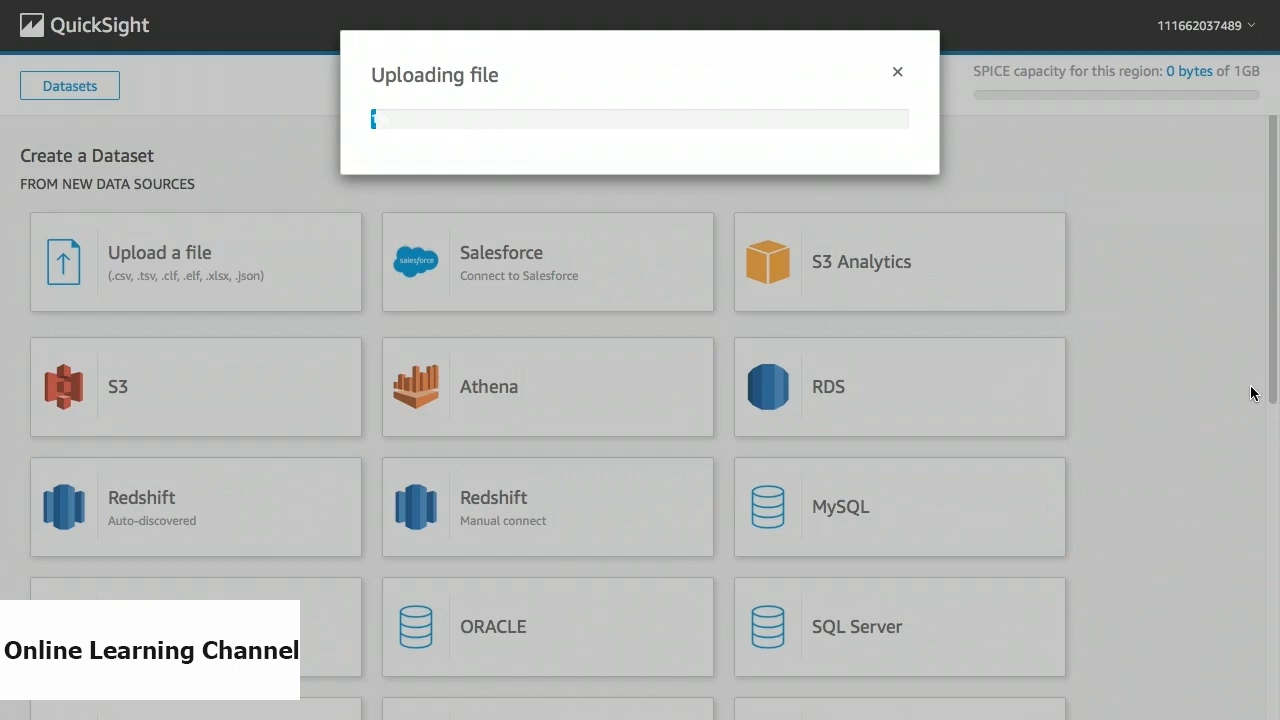 QuickSight
111662037489
Uploading file
Datasets
SPICE capacity for this region: 0 bytes of 1GB
Create a Dataset
FROM NEW DATA SOURCES
Upload a file
(.csv, .tsv, .clf, .elf, .xlsx, .json)
salesforce
Salesforce
Connect to Salesforce
S3 Analytics
S3
Athena
RDS
Redshift
Auto-discovered
Redshift
Manual connect
MySQL
ORACLE
SQL Server
Online Learning Channel